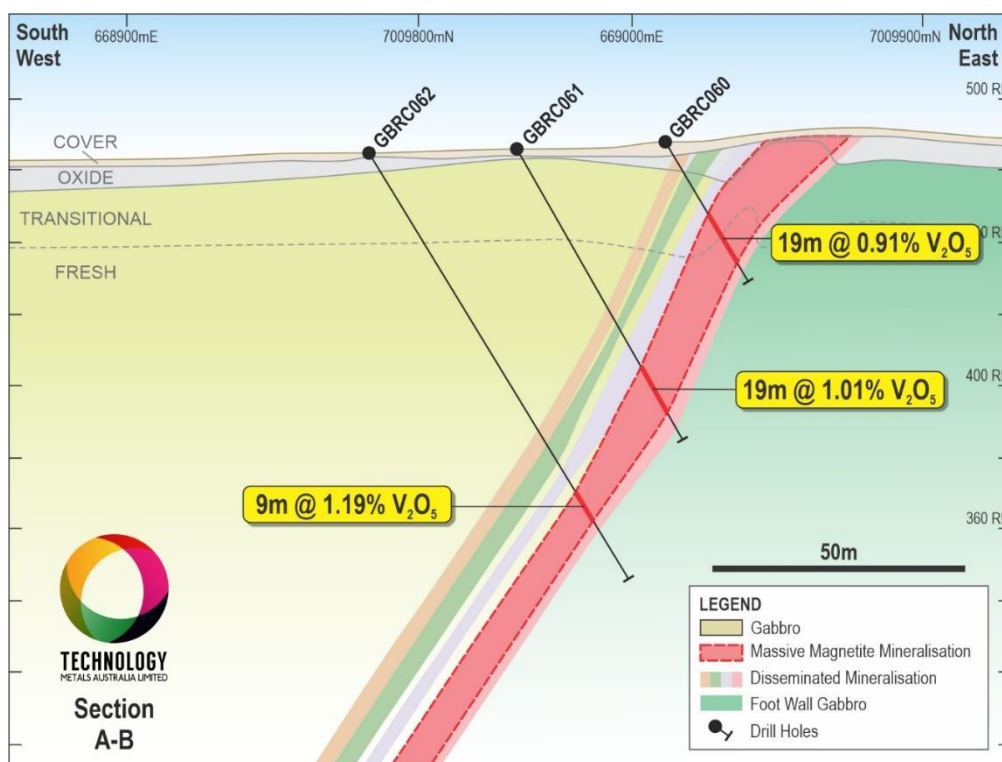 South
West
668900mE
7009800mN
669000mE
7009900mN
North
East
500 R
GBRC062
GBRC061
GBRC060
COVER
OXIDE
TRANSITIONAL
FRESH
19m @ 0.91% V₂O₅
400 R
19m @ 1.01% V₂O₅
9m @ 1.19% V₂O₅
360 R
50m
LEGEND
Gabbro
Massive Magnetite Mineralisation
Disseminated Mineralisation
Foot Wall Gabbro
Drill Holes
TECHNOLOGY
METALS AUSTRALIA LIMITED
Section
A-B